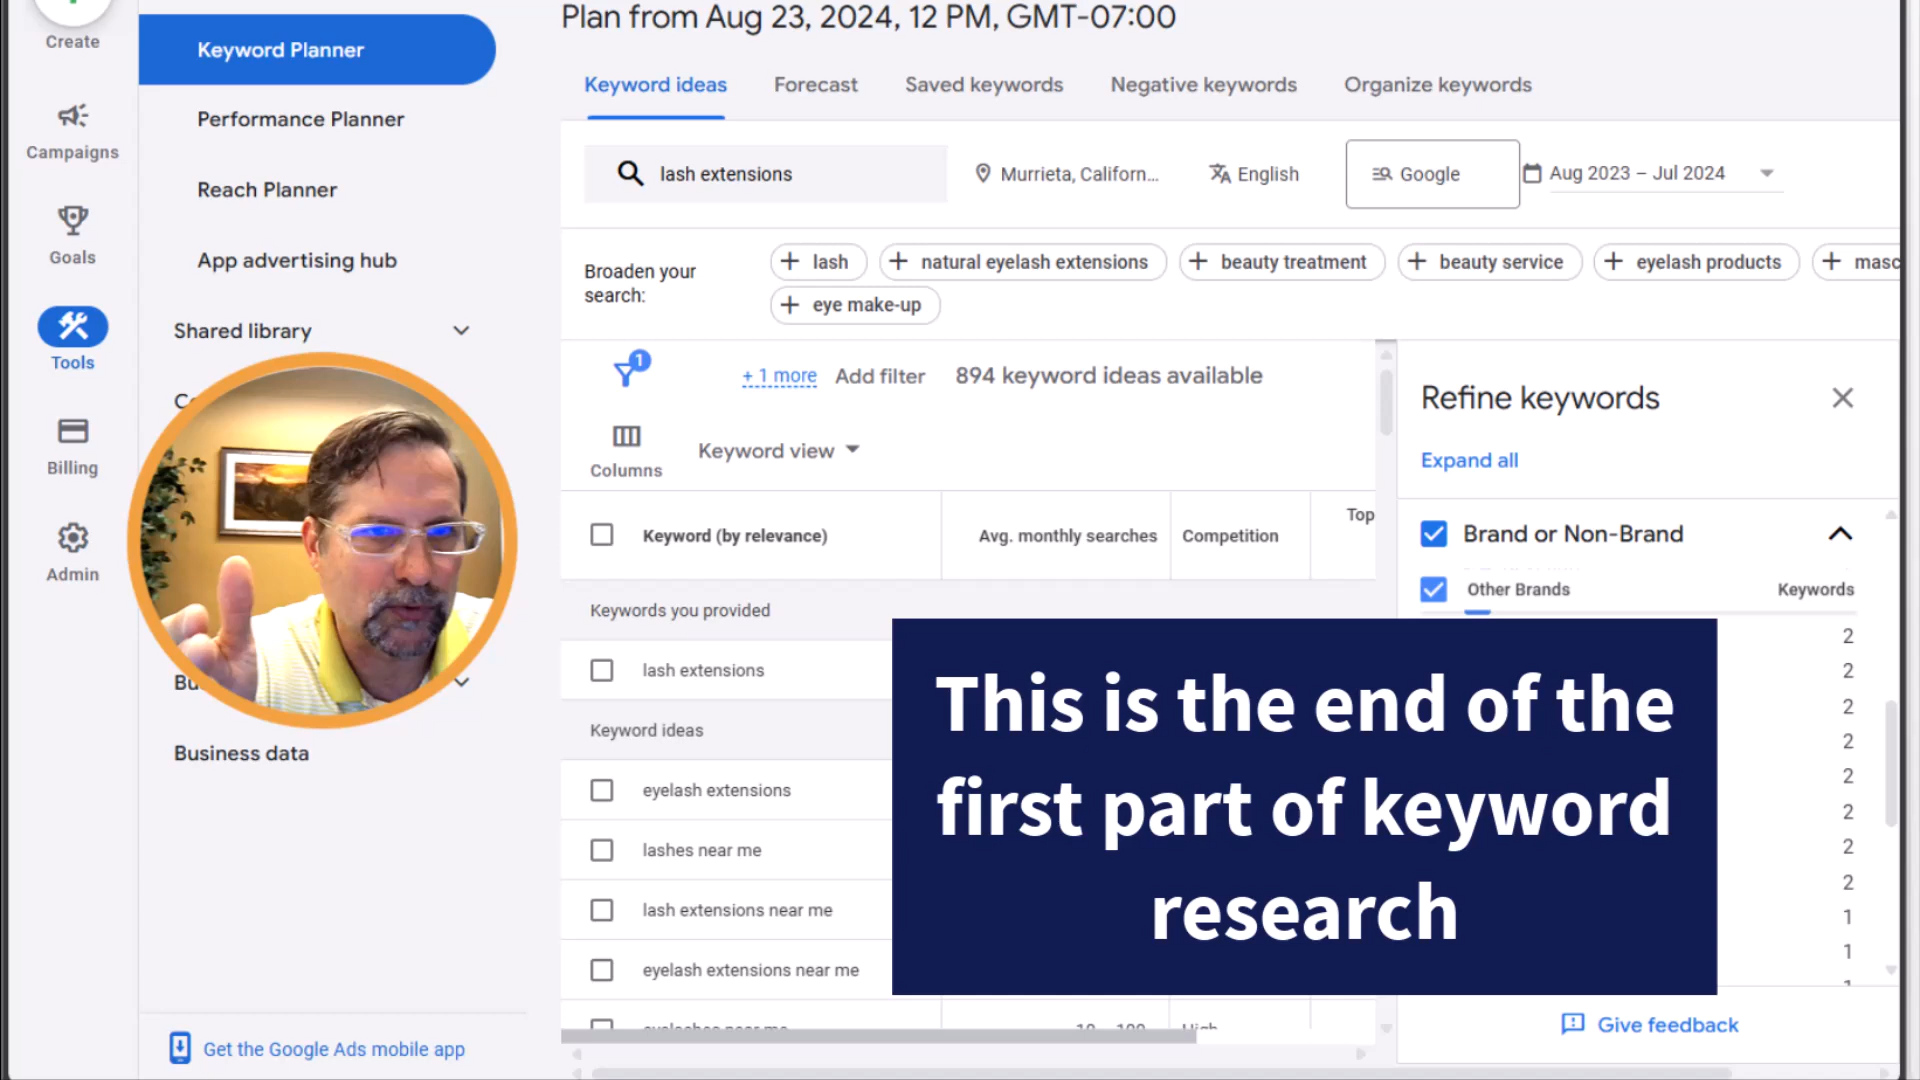 Create
Campaigns
Goals
Tools
Billing
Admin
Keyword Planner
Performance Planner
Reach Planner
App advertising hub
Shared library
Business data
Get the Google Ads mobile app
Plan from Aug 23, 2024, 12 PM, GMT-07:00
Keyword ideas Forecast Saved keywords Negative keywords Organize keywords
lash extensions Murrieta, Californ... English Google Aug 2023 – Jul 2024
Broaden your
search:
+ lash + natural eyelash extensions + beauty treatment + beauty service + eyelash products + masc
+ eye make-up
1 + 1 more Add filter 894 keyword ideas available
Columns Keyword view
Keyword (by relevance) Avg. monthly searches Competition Top
Keywords you provided
lash extensions
Keyword ideas
eyelash extensions
lashes near me
lash extensions near me
eyelash extensions near me
Refine keywords
Expand all
Brand or Non-Brand
Other Brands Keywords
2
2
2
2
2
2
2
2
1
1
Give feedback
This is the end of the
first part of keyword
research